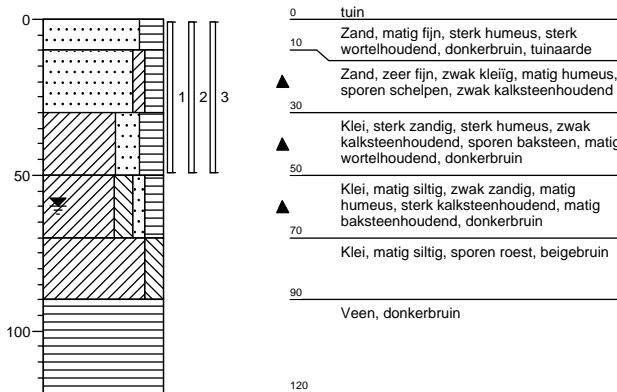 0
50
100
1 2 3
0 tuin
Zand, matig fijn, sterk humeus, sterk
wortelhoudend, donkerbruin, tuinaarde
10
Zand, zeer fijn, zwak kleiïg, matig humeus,
sporen schelpen, zwak kalksteenhoudend
30
Klei, sterk zandig, sterk humeus, zwak
kalksteenhoudend, sporen baksteen, matig
wortelhoudend, donkerbruin
50
Klei, matig siltig, zwak zandig, matig
humeus, sterk kalksteenhoudend, matig
baksteenhoudend, donkerbruin
70
Klei, matig siltig, sporen roest, beigebruin
90
Veen, donkerbruin
120